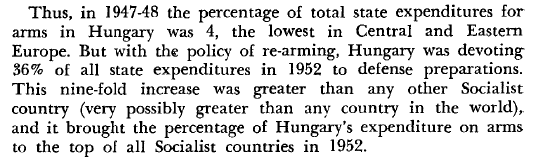 Thus, in 1947-48 the percentage of total state expenditures for
arms in Hungary was 4, the lowest in Central and Eastern
Europe. But with the policy of re-arming, Hungary was devoting
36% of all state expenditures in 1952 to defense preparations.
This nine-fold increase was greater than any other Socialist
country (very possibly greater than any country in the world),
and it brought the percentage of Hungary's expenditure on arms
to the top of all Socialist countries in 1952.